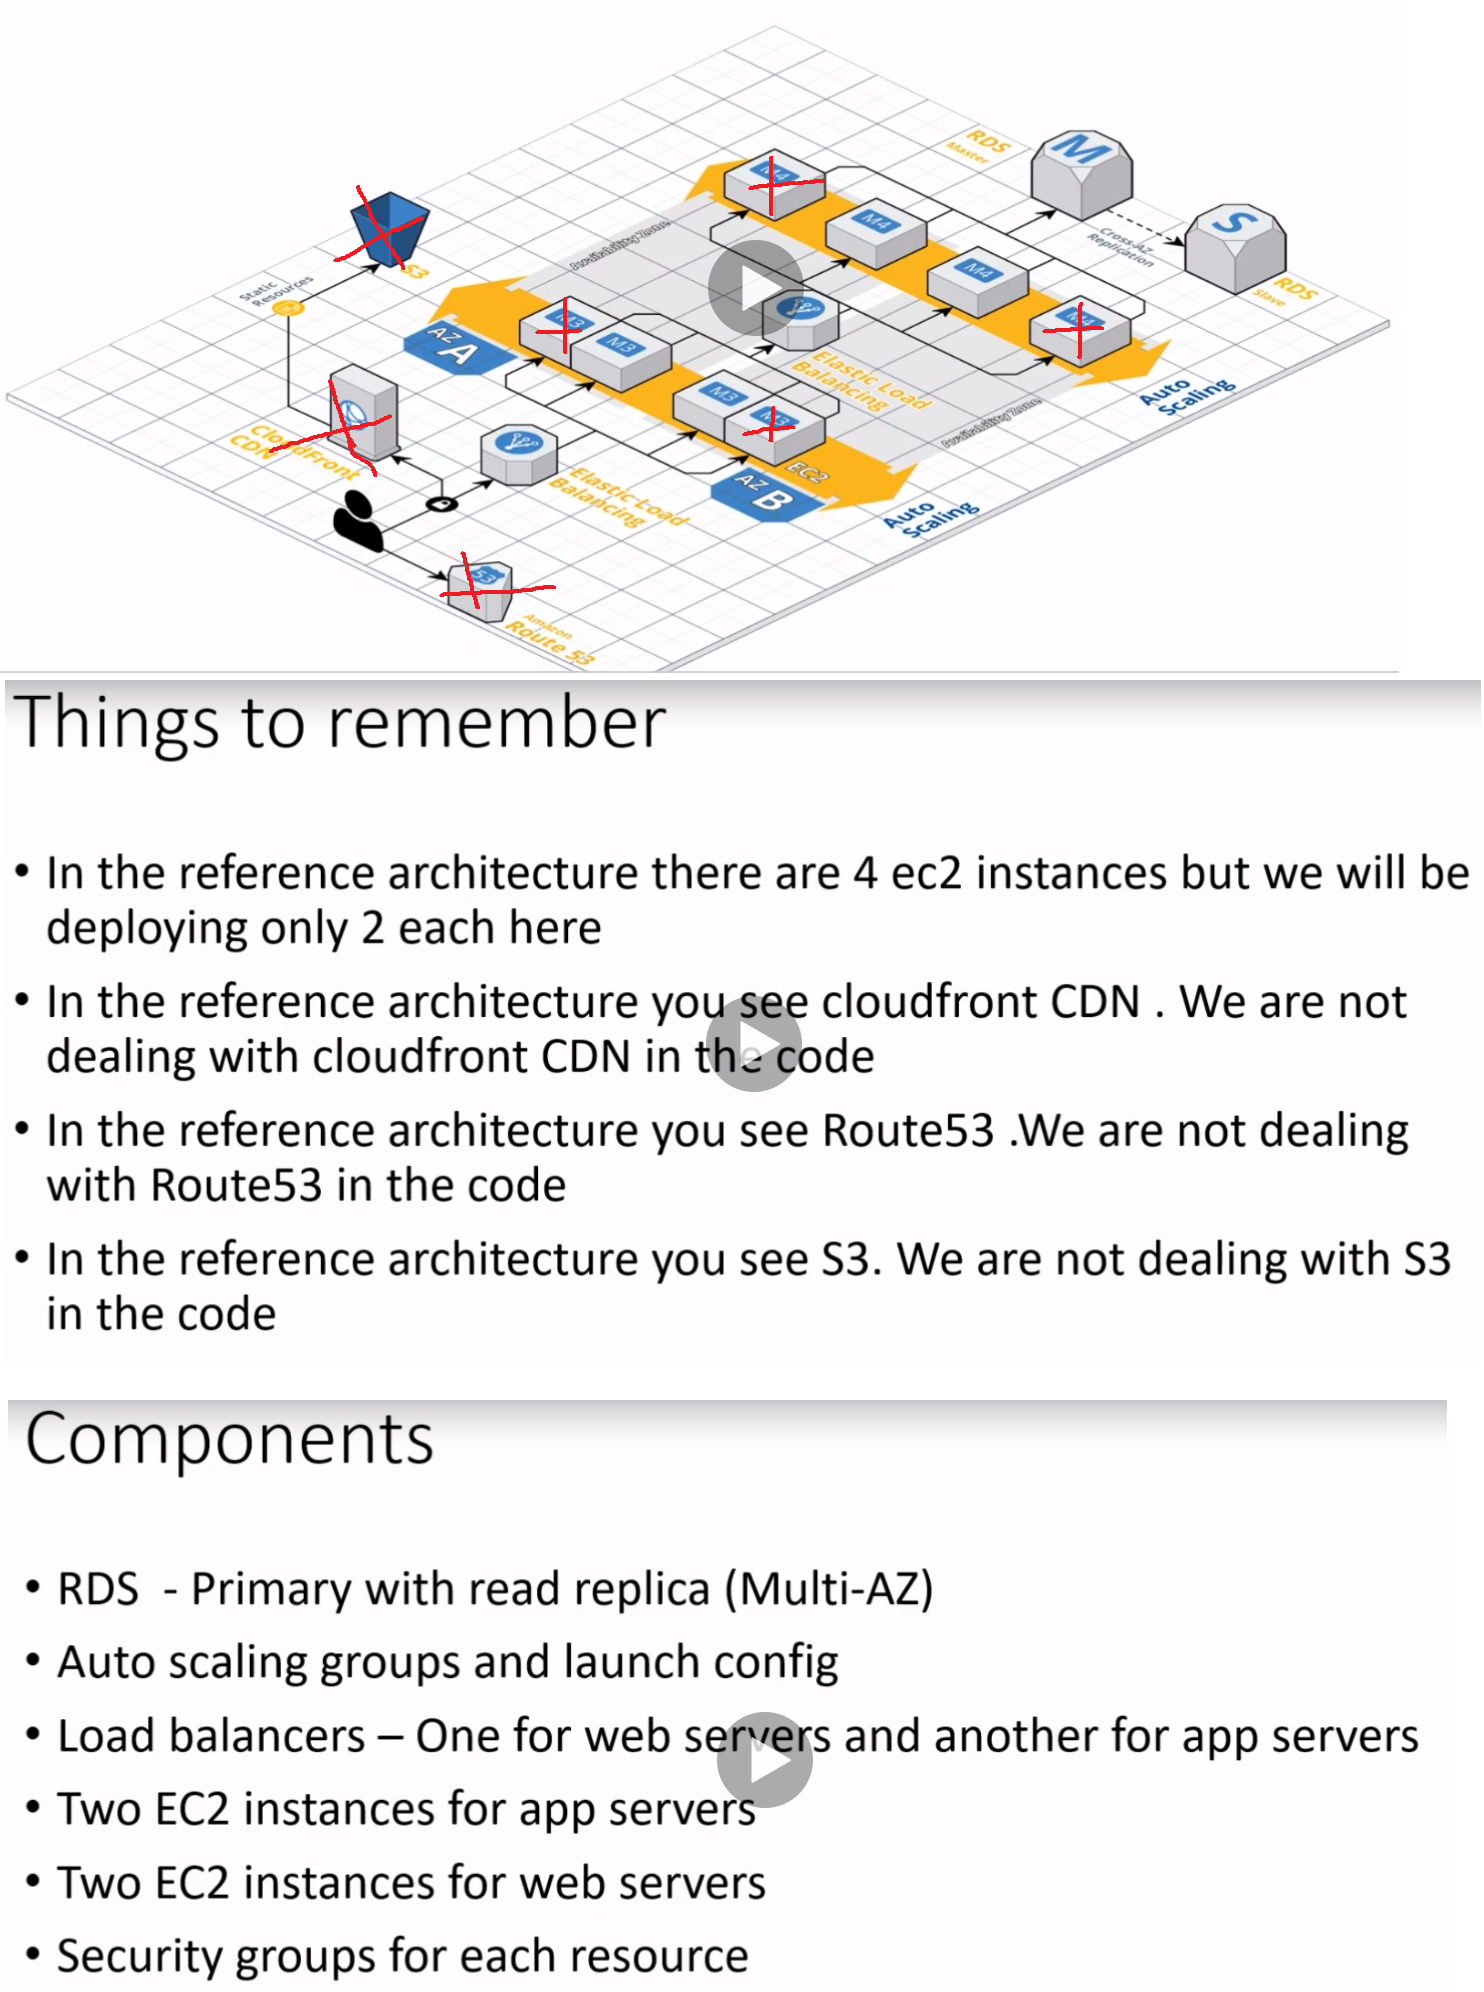 RDS
Master
M
M4
M4
M4
S
Availability Zone
Cross-AZ
Replication
RDS
Slave
S3
Static
Resources
AZ A
M3
M3
M3
Elastic Load
Balancing
Availability Zone
Auto
Scaling
CloudFront
CDN
Elastic Load
Balancing
EC2
AZ B
Auto
Scaling
53
Amazon
Route 53
Things to remember
• In the reference architecture there are 4 ec2 instances but we will be
deploying only 2 each here
• In the reference architecture you see cloudfront CDN . We are not
dealing with cloudfront CDN in the code
• In the reference architecture you see Route53 .We are not dealing
with Route53 in the code
• In the reference architecture you see S3. We are not dealing with S3
in the code
Components
• RDS - Primary with read replica (Multi-AZ)
• Auto scaling groups and launch config
• Load balancers – One for web servers and another for app servers
• Two EC2 instances for app servers
• Two EC2 instances for web servers
• Security groups for each resource